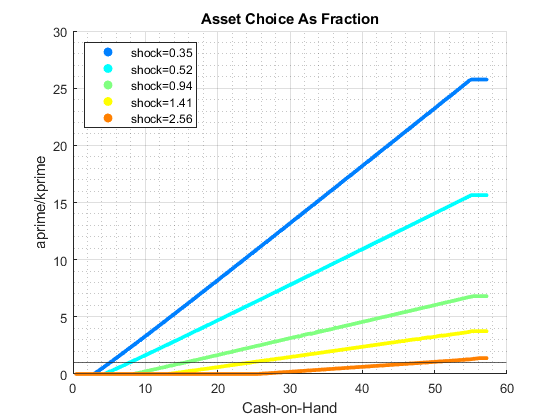 Asset Choice As Fraction
30
25
20
15
10
5
0
aprime/kprime
shock=0.35
shock=0.52
shock=0.94
shock=1.41
shock=2.56
0 10 20 30 40 50 60
Cash-on-Hand